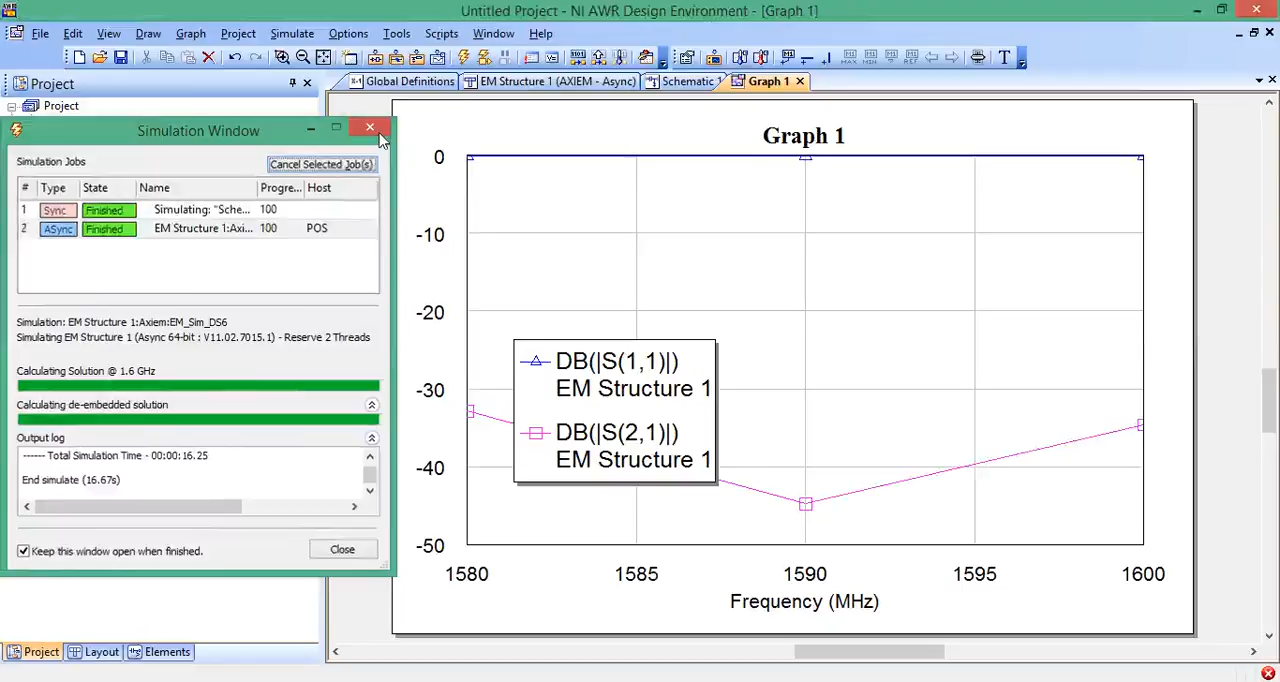 Untitled Project - NI AWR Design Environment - [Graph 1]
File Edit View Draw Graph Project Simulate Options Tools Scripts Window Help
Project
Global Definitions
EM Structure 1 (AXIEM - Async)
Schematic 1
Graph 1
Project
Simulation Window
Simulation Jobs
Cancel Selected Job(s)
# Type State Name Progre... Host
1 Sync Finished Simulating: "Sche... 100
2 ASync Finished EM Structure 1:Axi... 100 POS
Simulation: EM Structure 1:Axiem:EM_Sim_DS6
Simulating EM Structure 1 (Async 64-bit : V11.02.7015.1) - Reserve 2 Threads
Calculating Solution @ 1.6 GHz
Calculating de-embedded solution
Output log
------ Total Simulation Time - 00:00:16.25
End simulate (16.67s)
Keep this window open when finished.
Close
Project
Layout
Elements
Graph 1
0
-10
-20
-30
-40
-50
DB(|S(1,1)|)
EM Structure 1
DB(|S(2,1)|)
EM Structure 1
1580 1585 1590 1595 1600
Frequency (MHz)